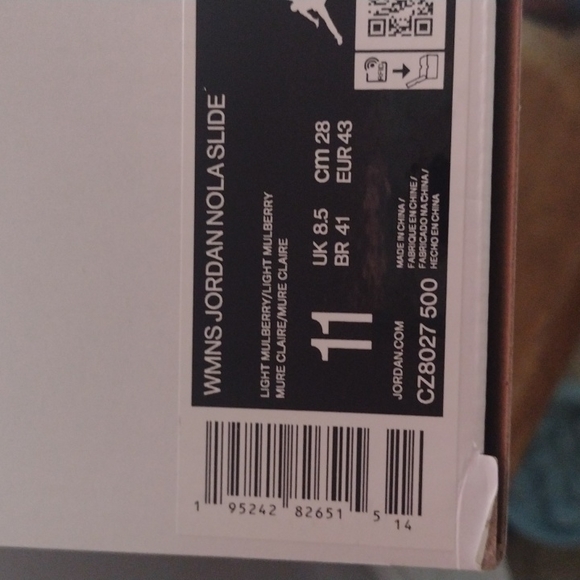 WMNS JORDAN NOLA SLIDE
LIGHT MULBERRY/LIGHT MULBERRY
MURE CLAIRE/MURE CLAIRE
11
UK 8.5 cm 28
BR 41 EUR 43
JORDAN.COM
CZ8027 500
MADE IN CHINA/
FABRIQUE EN CHINE/
FABRICADO NA CHINA/
HECHO EN CHINA
1 95242 82651 5
14